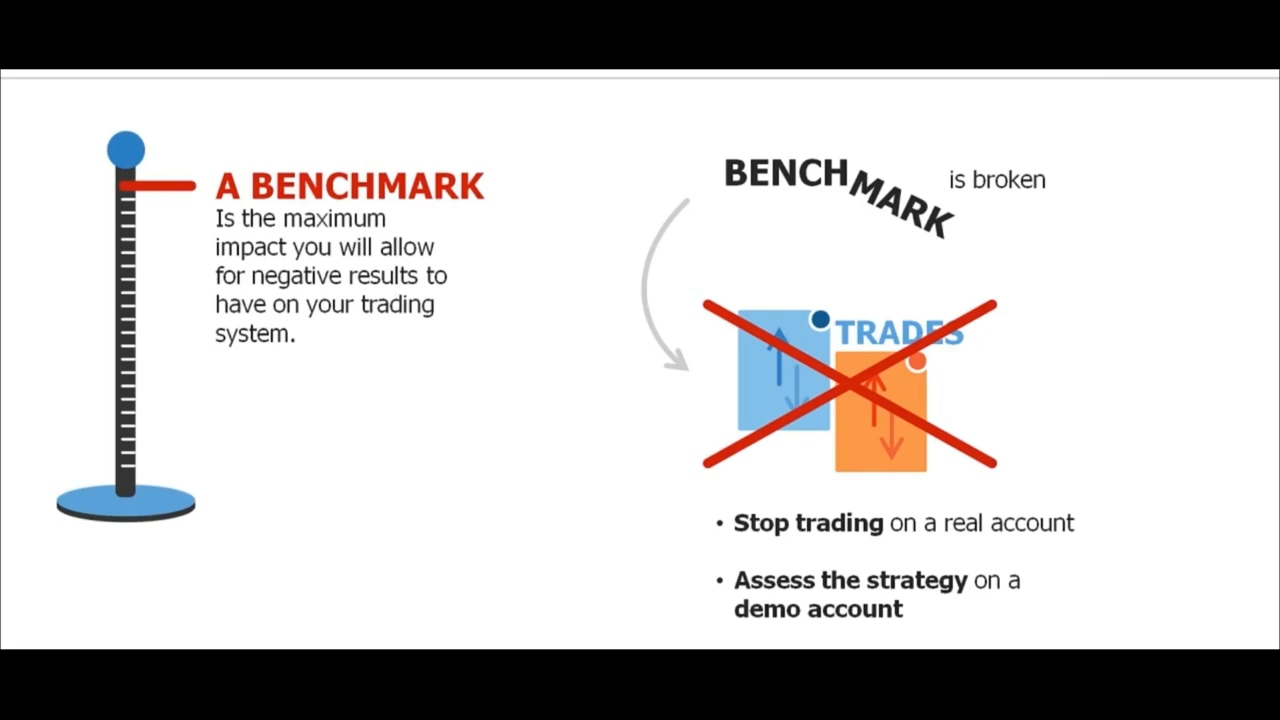 A BENCHMARK
Is the maximum
impact you will allow
for negative results to
have on your trading
system.
BENCHMARK is broken
TRADES
• Stop trading on a real account
• Assess the strategy on a
demo account